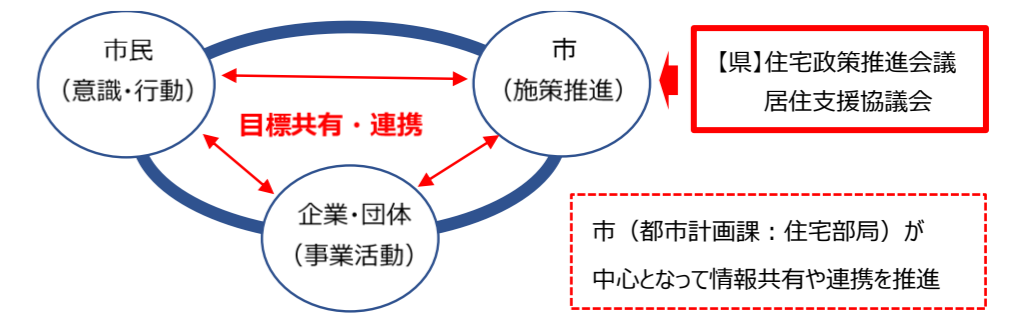 市民
（意識・行動）
市
（施策推進）
【県】住宅政策推進会議
居住支援協議会
目標共有・連携
企業・団体
（事業活動）
市（都市計画課：住宅部局）が
中心となって情報共有や連携を推進